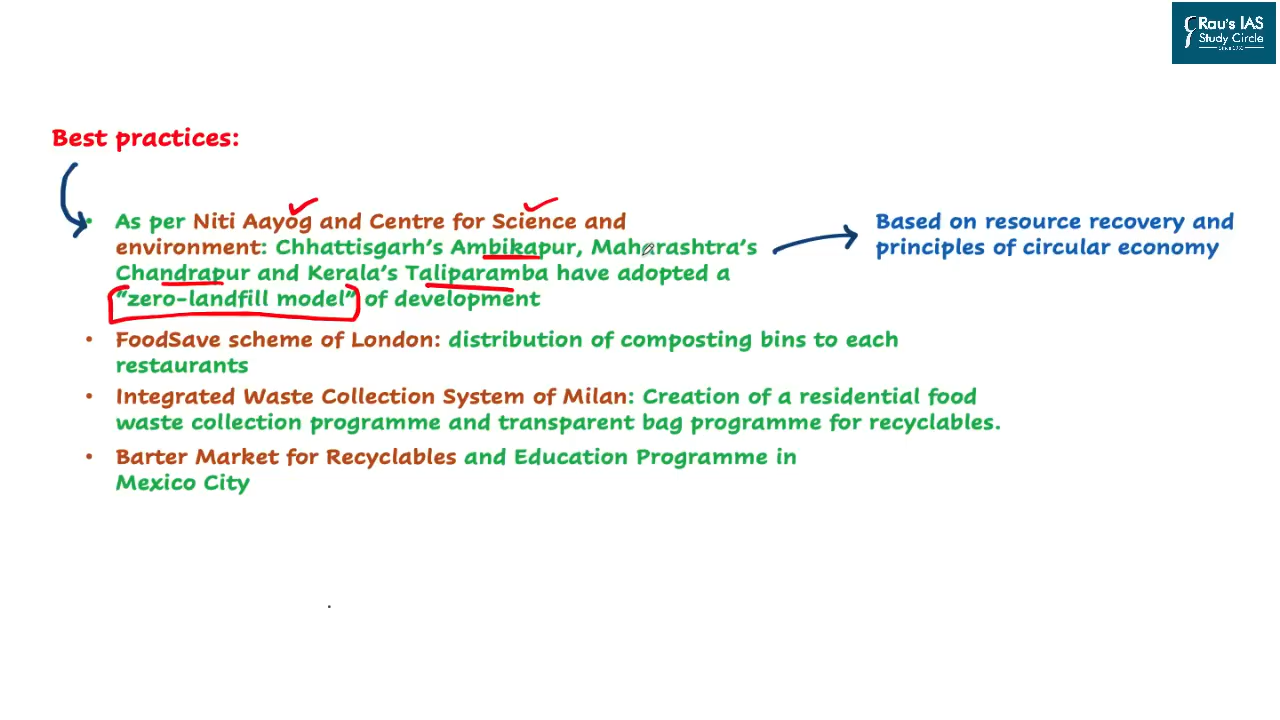 Rau's IAS
Study Circle
Best practices:
• As per Niti Aayog and Centre for Science and
environment: Chhattisgarh's Ambikapur, Maharashtra's
Chandrapur and Kerala's Taliparamba have adopted a
“zero-landfill model” of development
Based on resource recovery and
principles of circular economy
• FoodSave scheme of London: distribution of composting bins to each
restaurants
• Integrated Waste Collection System of Milan: Creation of a residential food
waste collection programme and transparent bag programme for recyclables.
• Barter Market for Recyclables and Education Programme in
Mexico City